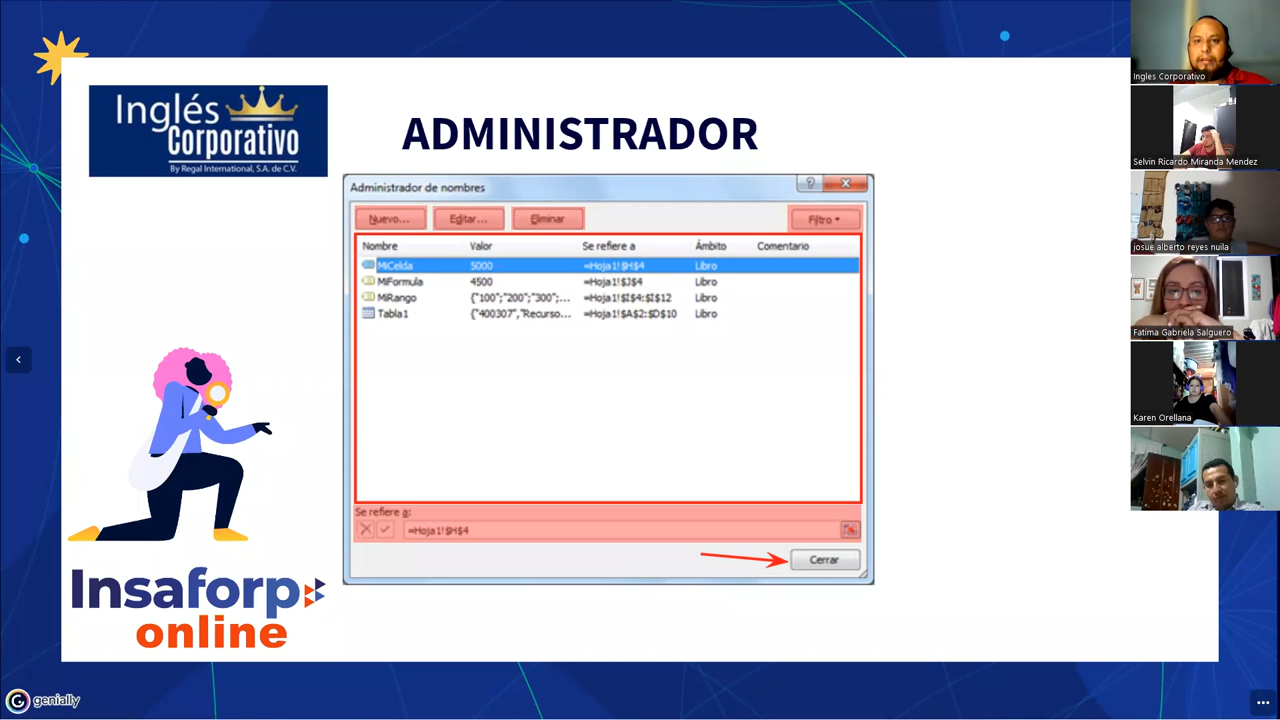 Inglés
Corporativo
By Regal International, S.A. de C.V.
ADMINISTRADOR
Administrador de nombres
Nuevo... Editar... Eliminar Filtro
Nombre Valor Se refiere a Ámbito Comentario
MiCelda 5000 =Hoja1!$H$4 Libro
MiFormula 4500 =Hoja1!$J$4 Libro
MiRango {"100";"200";"300";... =Hoja1!$I$4:$I$12 Libro
Tabla1 {"400307","Recurso... =Hoja1!$A$2:$D$10 Libro
Se refiere a:
=Hoja1!$H$4
Cerrar
Insaforp
online
genially
Ingles Corporativo
Selvin Ricardo Miranda Mendez
josue alberto reyes nuila
Fatima Gabriela Salguero
Karen Orellana